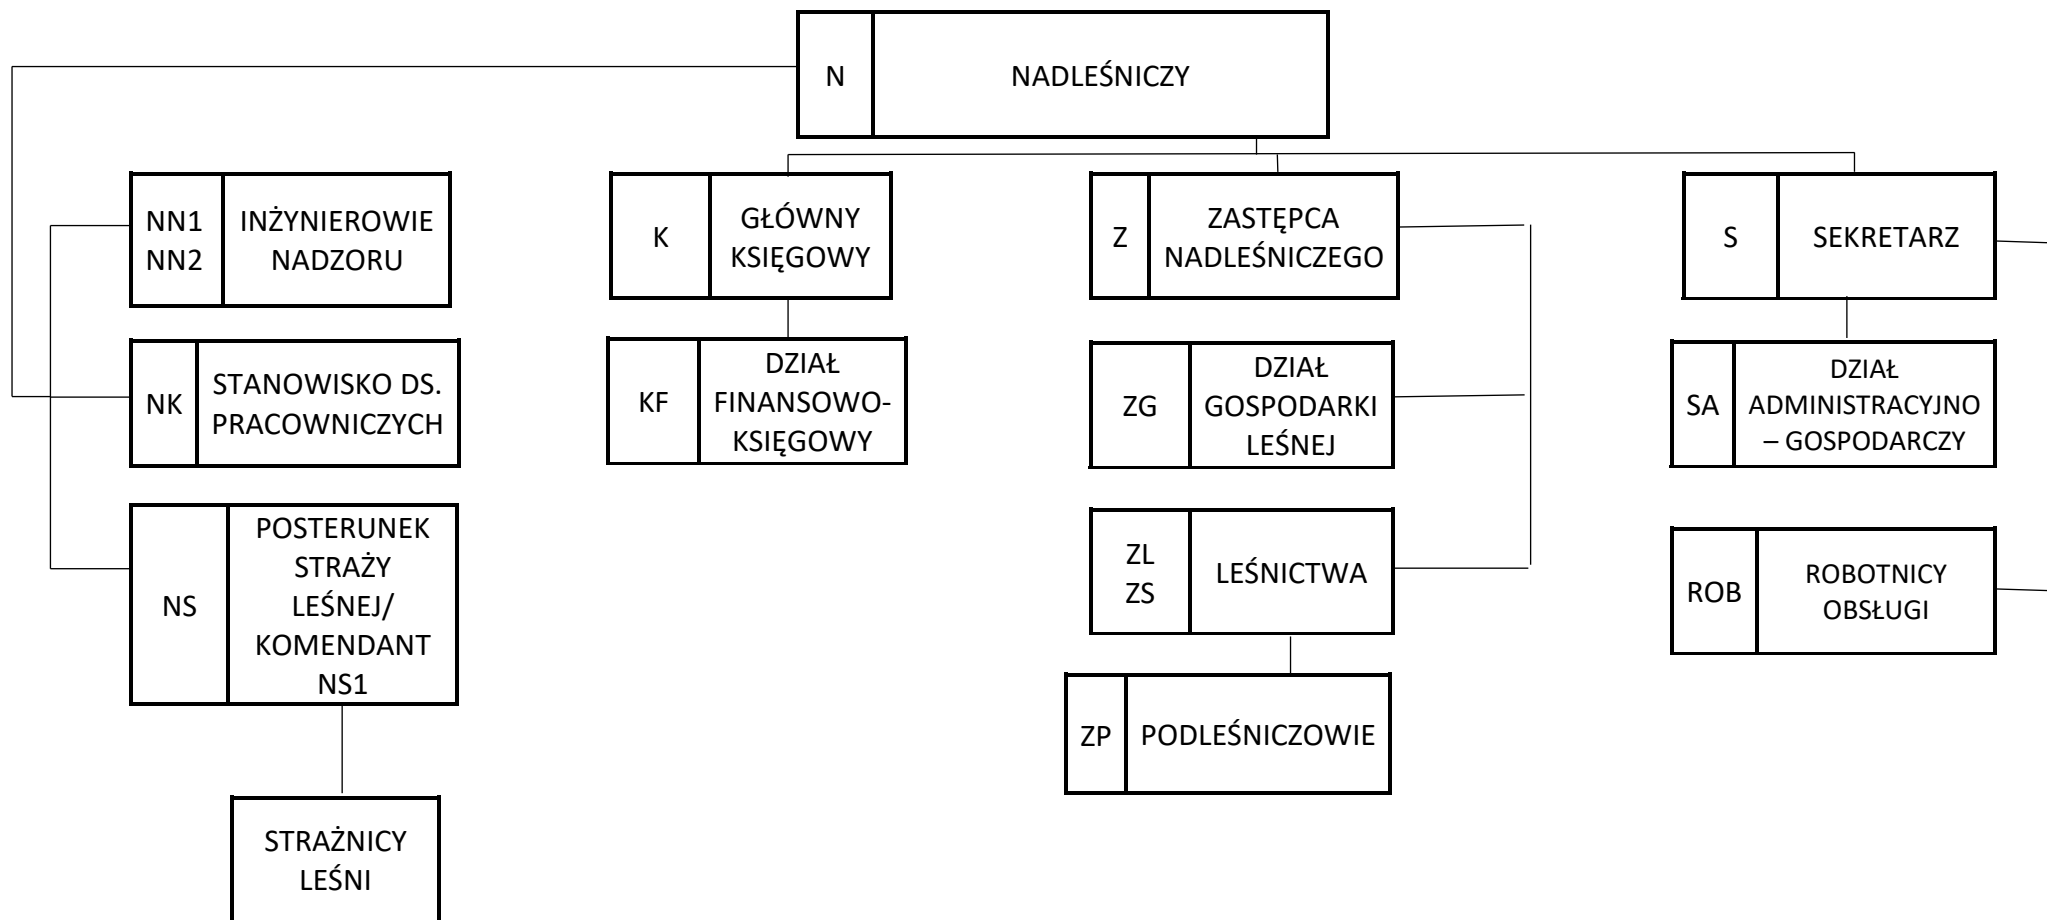 N
NADLEŚNICZY
NN1
NN2
INŻYNIEROWIE
NADZORU
K
GŁÓWNY
KSIĘGOWY
Z
ZASTĘPCA
NADLEŚNICZEGO
S
SEKRETARZ
NK
STANOWISKO DS.
PRACOWNICZYCH
KF
DZIAŁ
FINANSOWO-
KSIĘGOWY
ZG
DZIAŁ
GOSPODARKI
LEŚNEJ
SA
DZIAŁ
ADMINISTRACYJNO
– GOSPODARCZY
NS
POSTERUNEK
STRAŻY
LEŚNEJ/
KOMENDANT
NS1
ZL
ZS
LEŚNICTWA
ROB
ROBOTNICY
OBSŁUGI
ZP
PODLEŚNICZOWIE
STRAŻNICY
LEŚNI